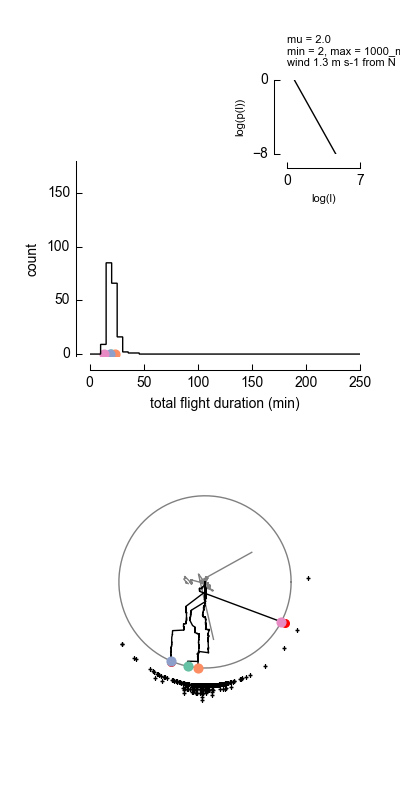 mu = 2.0
min = 2, max = 1000_m
wind 1.3 m s-1 from N
0
−8
log(p(l))
0 7
log(l)
150
100
50
0
count
0 50 100 150 200 250
total flight duration (min)